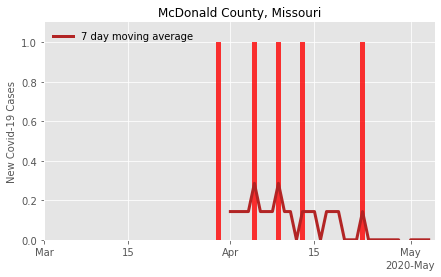 McDonald County, Missouri
7 day moving average
New Covid-19 Cases
1.0
0.8
0.6
0.4
0.2
0.0
Mar
15
Apr
15
May
2020-May